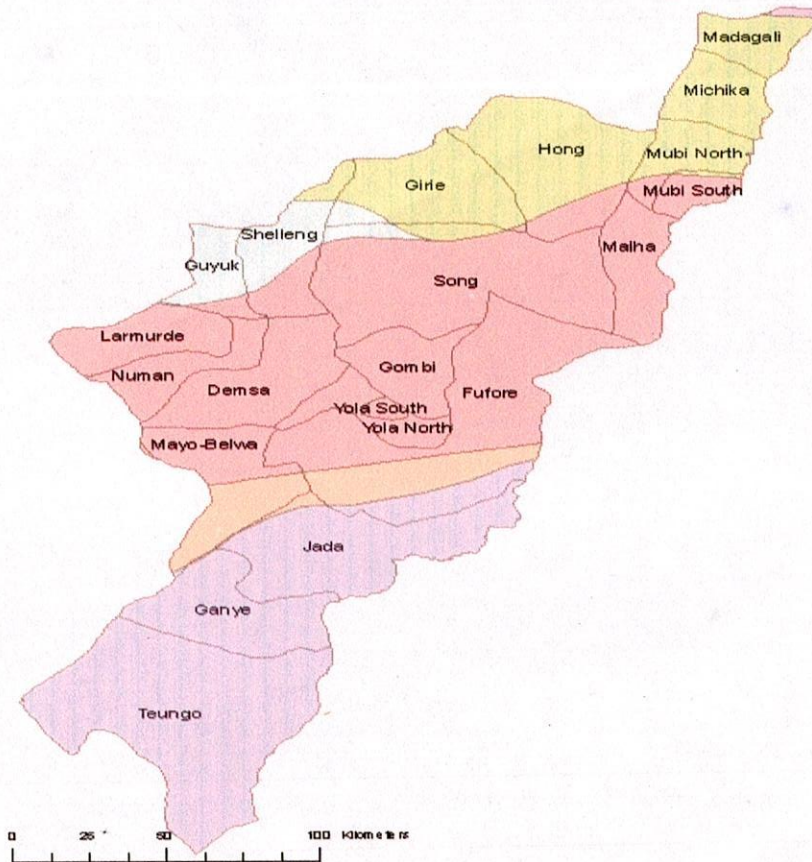 Madagali
Michika
Hong
Mubi North
Girie
Mubi South
Shelleng
Maiha
Guyuk
Song
Larmurde
Gombi
Numan
Demsa
Fufore
Yola South
Yola North
Mayo-Belwa
Jada
Ganye
Teungo
0 25 50 100 Kilometers